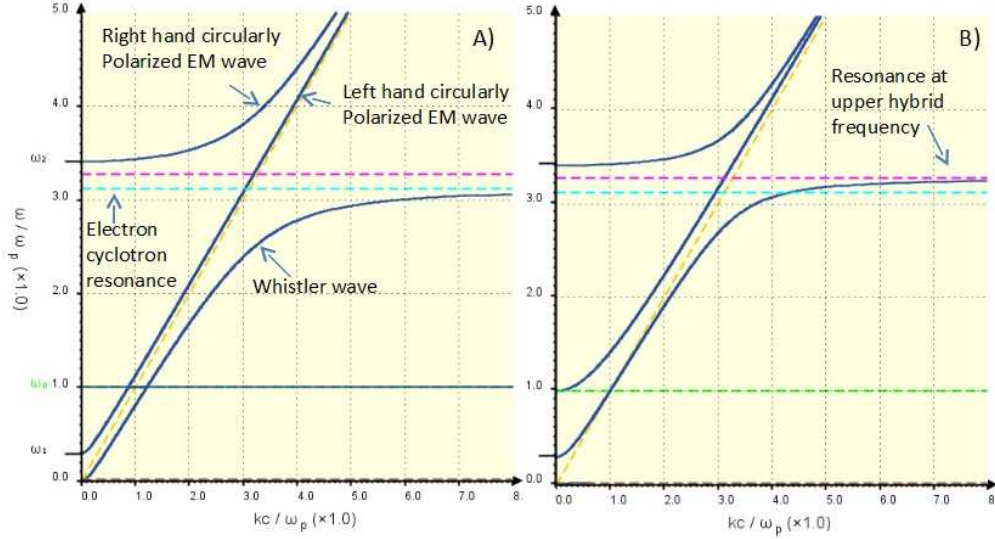 A)
Right hand circularly
Polarized EM wave
Left hand circularly
Polarized EM wave
Electron
cyclotron
resonance
Whistler wave
5.0
4.0
ω₂
3.0
2.0
ωₚ 1.0
ω₁
0.0
ω / ω p (×1.0)
0.0 1.0 2.0 3.0 4.0 5.0 6.0 7.0 8.
kc / ω p (×1.0)
B)
Resonance at
upper hybrid
frequency
5.0
4.0
ω₂
3.0
2.0
1.0
ω₁
0.0
0.0 1.0 2.0 3.0 4.0 5.0 6.0 7.0 8.
kc / ω p (×1.0)